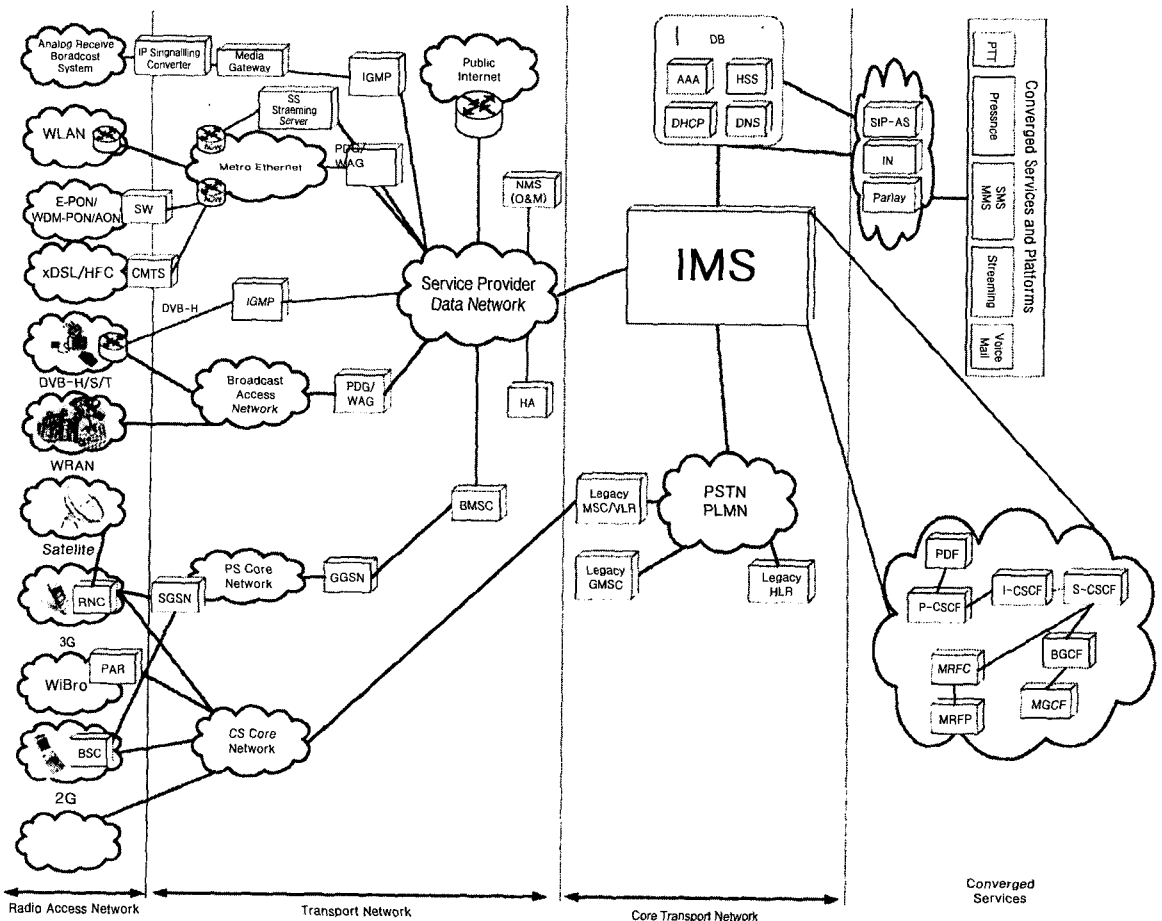 Analog Receive
Boradcast
System
IP Singnalling
Converter
Media
Gateway
IGMP
Public
Internet
SS
Streeming
Server
WLAN
Metro Ethernet
PDG/
WAG
E-PON/
WDM-PON/AON
SW
xDSL/HFC
CMTS
DVB-H
IGMP
Service Provider
Data Network
NMS
(O&M)
HA
DVB-H/S/T
Broadcast
Access
Network
PDG/
WAG
WRAN
Satelite
BMSC
PS Core
Network
GGSN
SGSN
RNC
3G
PAR
WiBro
BSC
2G
CS Core
Network
DB
AAA
HSS
DHCP
DNS
IMS
Legacy
MSC/VLR
PSTN
PLMN
Legacy
GMSC
Legacy
HLR
SIP-AS
IN
Parlay
PTT
Presnice
SMS
MMS
Streeming
Voice
Mail
Converged Services and Platforms
PDF
P-CSCF
I-CSCF
S-CSCF
MRFC
BGCF
MRFP
MGCF
Radio Access Network
Transport Network
Core Transport Network
Converged
Services